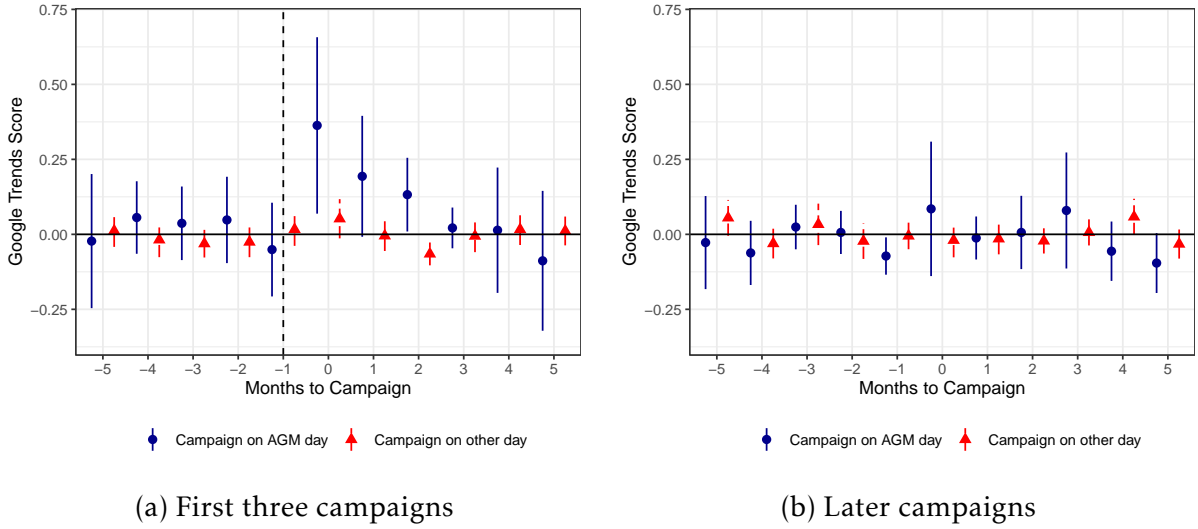 0.75
0.50
0.25
0.00
−0.25
Google Trends Score
−5 −4 −3 −2 −1 0 1 2 3 4 5
Months to Campaign
Campaign on AGM day Campaign on other day
(a) First three campaigns
0.75
0.50
0.25
0.00
−0.25
Google Trends Score
−5 −4 −3 −2 −1 0 1 2 3 4 5
Months to Campaign
Campaign on AGM day Campaign on other day
(b) Later campaigns